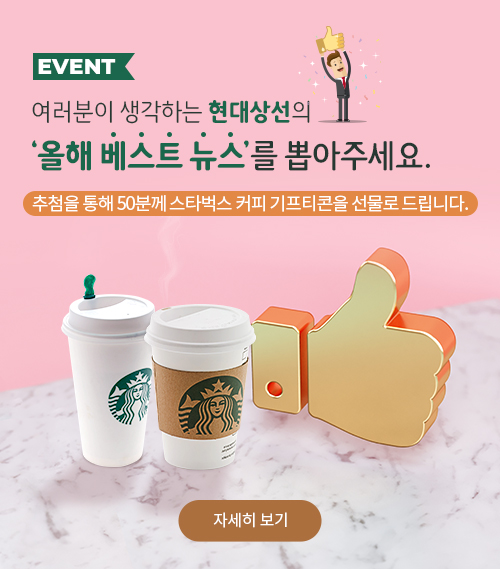 EVENT
여러분이 생각하는 현대상선의
‘올해 베스트 뉴스’를 뽑아주세요.
추첨을 통해 50분께 스타벅스 커피 기프티콘을 선물로 드립니다.
자세히 보기